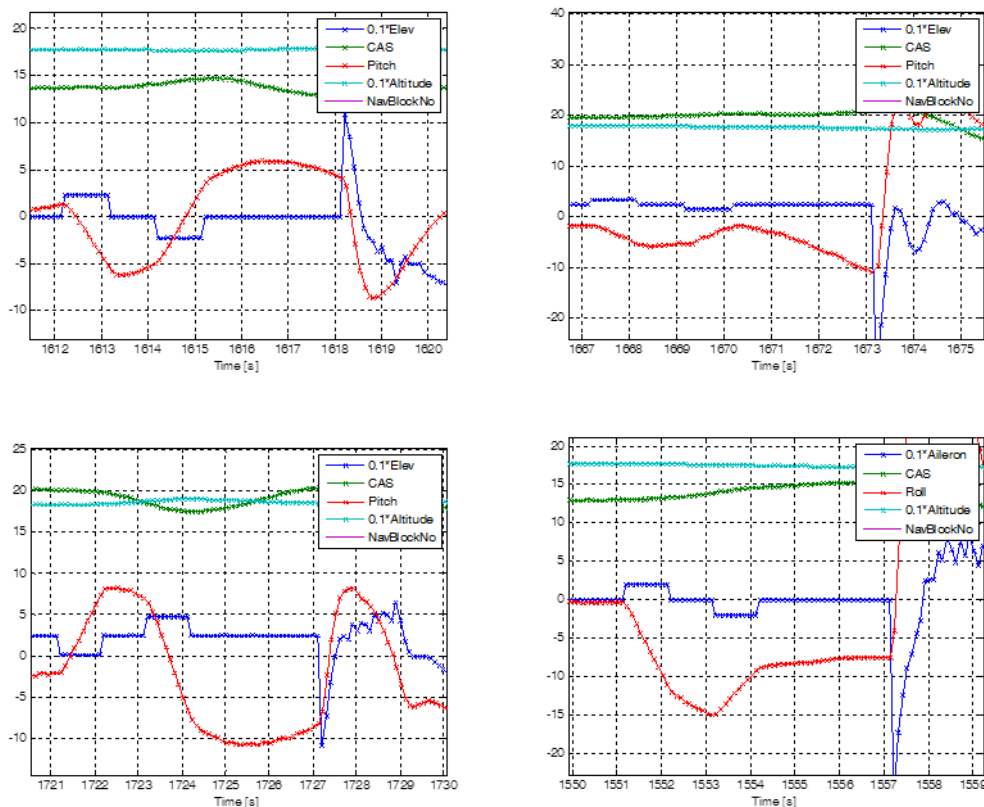 20
15
10
5
0
-5
-10
1612 1613 1614 1615 1616 1617 1618 1619 1620
Time [s]
0.1*Elev
CAS
Pitch
0.1*Altitude
NavBlockNo
40
30
20
10
0
-10
-20
1667 1668 1669 1670 1671 1672 1673 1674 1675
Time [s]
0.1*Elev
CAS
Pitch
0.1*Altitude
NavBlockNo
25
20
15
10
5
0
-5
-10
1721 1722 1723 1724 1725 1726 1727 1728 1729 1730
Time [s]
0.1*Elev
CAS
Pitch
0.1*Altitude
NavBlockNo
20
15
10
5
0
-5
-10
-15
-20
1550 1551 1552 1553 1554 1555 1556 1557 1558 1559
Time [s]
0.1*Aileron
CAS
Roll
0.1*Altitude
NavBlockNo